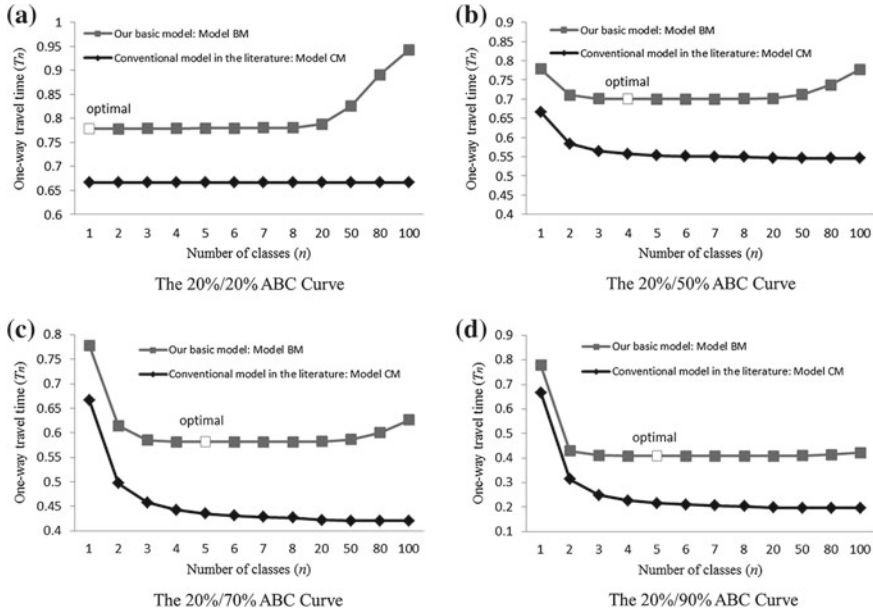 (a)
1
0.95
0.9
0.85
0.8
0.75
0.7
0.65
0.6
One-way travel time (Tn)
Our basic model: Model BM
Conventional model in the literature: Model CM
optimal
1 2 3 4 5 6 7 8 20 50 80 100
Number of classes (n)
The 20%/20% ABC Curve
(b)
0.9
0.85
0.8
0.75
0.7
0.65
0.6
0.55
0.5
0.45
0.4
One-way travel time (Tn)
Our basic model: Model BM
Conventional model in the literature: Model CM
optimal
1 2 3 4 5 6 7 8 20 50 80 100
Number of classes (n)
The 20%/50% ABC Curve
(c)
0.8
0.75
0.7
0.65
0.6
0.55
0.5
0.45
0.4
One-way travel time (Tn)
Our basic model: Model BM
Conventional model in the literature: Model CM
optimal
1 2 3 4 5 6 7 8 20 50 80 100
Number of classes (n)
The 20%/70% ABC Curve
(d)
0.9
0.8
0.7
0.6
0.5
0.4
0.3
0.2
0.1
One-way travel time (Tn)
Our basic model: Model BM
Conventional model in the literature: Model CM
optimal
1 2 3 4 5 6 7 8 20 50 80 100
Number of classes (n)
The 20%/90% ABC Curve